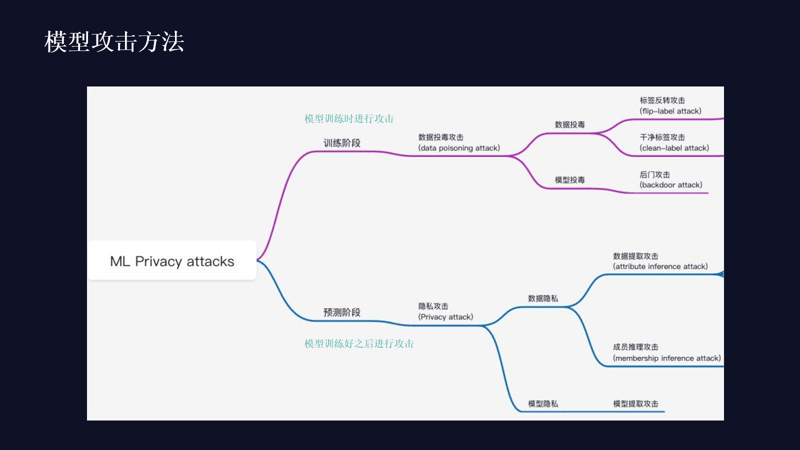 模型攻击方法
模型训练时进行攻击
训练阶段
数据投毒攻击
(data poisoning attack)
数据投毒
标签反转攻击
(flip-label attack)
干净标签攻击
(clean-label attack)
模型投毒
后门攻击
(backdoor attack)
ML Privacy attacks
预测阶段
模型训练好之后进行攻击
隐私攻击
(Privacy attack)
数据隐私
数据提取攻击
(attribute inference attack)
成员推理攻击
(membership inference attack)
模型隐私
模型提取攻击